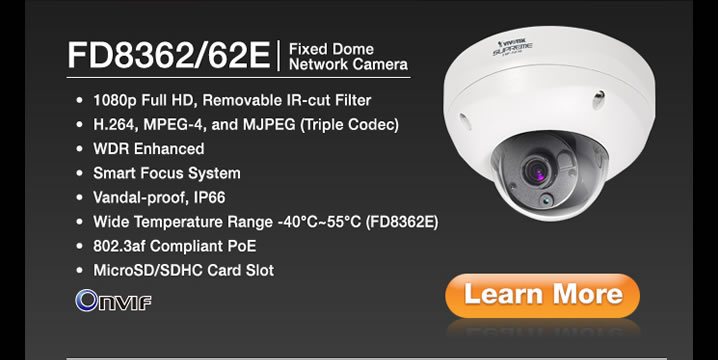 FD8362/62E
Fixed Dome
Network Camera
• 1080p Full HD, Removable IR-cut Filter
• H.264, MPEG-4, and MJPEG (Triple Codec)
• WDR Enhanced
• Smart Focus System
• Vandal-proof, IP66
• Wide Temperature Range -40°C~55°C (FD8362E)
• 802.3af Compliant PoE
• MicroSD/SDHC Card Slot
ONVIF
VIVOTEK
SUPREME
Learn More